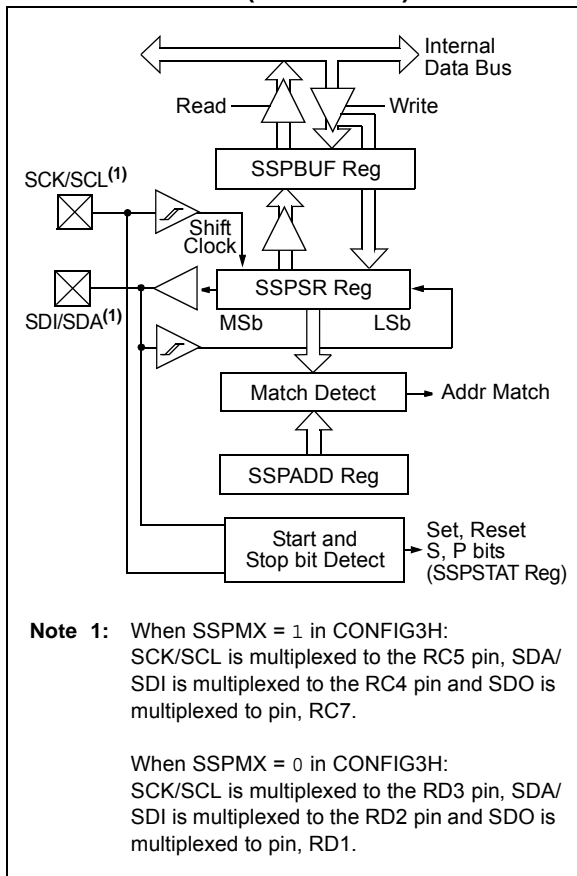 Internal
Data Bus
Read
Write
SSPBUF Reg
SCK/SCL(1)
Shift
Clock
SSPSR Reg
MSb
LSb
SDI/SDA(1)
Match Detect
Addr Match
SSPADD Reg
Start and
Stop bit Detect
Set, Reset
S, P bits
(SSPSTAT Reg)
Note 1: When SSPMX = 1 in CONFIG3H:
SCK/SCL is multiplexed to the RC5 pin, SDA/
SDI is multiplexed to the RC4 pin and SDO is
multiplexed to pin, RC7.
When SSPMX = 0 in CONFIG3H:
SCK/SCL is multiplexed to the RD3 pin, SDA/
SDI is multiplexed to the RD2 pin and SDO is
multiplexed to pin, RD1.